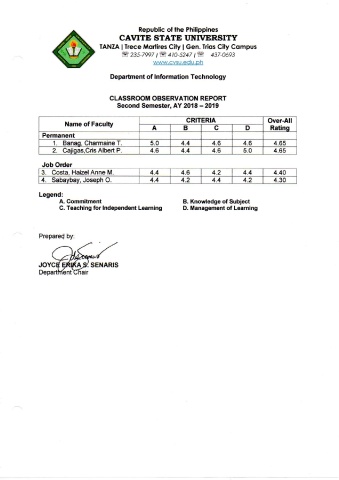 Republic of the Philippines
CAVITE STATE UNIVERSITY
TANZA | Trece Martires City | Gen. Trias City Campus
☏ 235-7997 / ☏ 410-5247 / ☏ 437-0693
www.cvsu.edu.ph
Department of Information Technology
CLASSROOM OBSERVATION REPORT
Second Semester, AY 2018 – 2019
Name of Faculty CRITERIA Over-All Rating
A B C D
Permanent
1. Banag, Charmaine T. 5.0 4.4 4.6 4.6 4.65
2. Cajigas,Cris Albert P. 4.6 4.4 4.6 5.0 4.65
Job Order
3. Costa, Haizel Anne M. 4.4 4.6 4.2 4.4 4.40
4. Sabaybay, Joseph O. 4.4 4.2 4.4 4.2 4.30
Legend:
A. Commitment B. Knowledge of Subject
C. Teaching for Independent Learning D. Management of Learning
Prepared by:
JOYCE ERIKA S. SENARIS
Department Chair